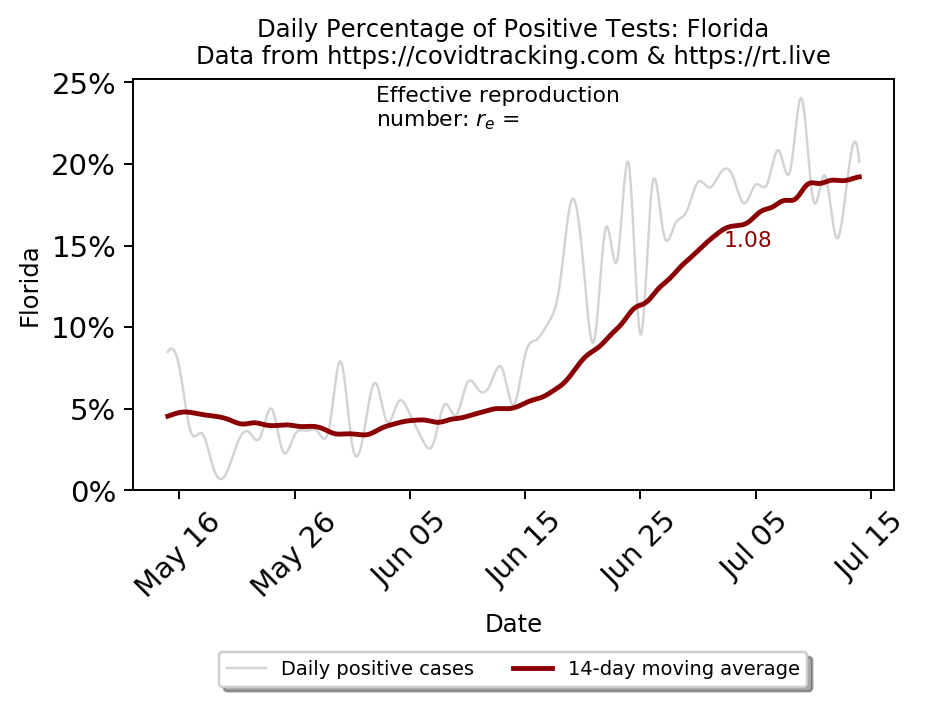 Daily Percentage of Positive Tests: Florida
Data from https://covidtracking.com & https://rt.live
Effective reproduction
number: rₑ =
25%
20%
15%
10%
5%
0%
Florida
1.08
May 16
May 26
Jun 05
Jun 15
Jun 25
Jul 05
Jul 15
Date
Daily positive cases
14-day moving average